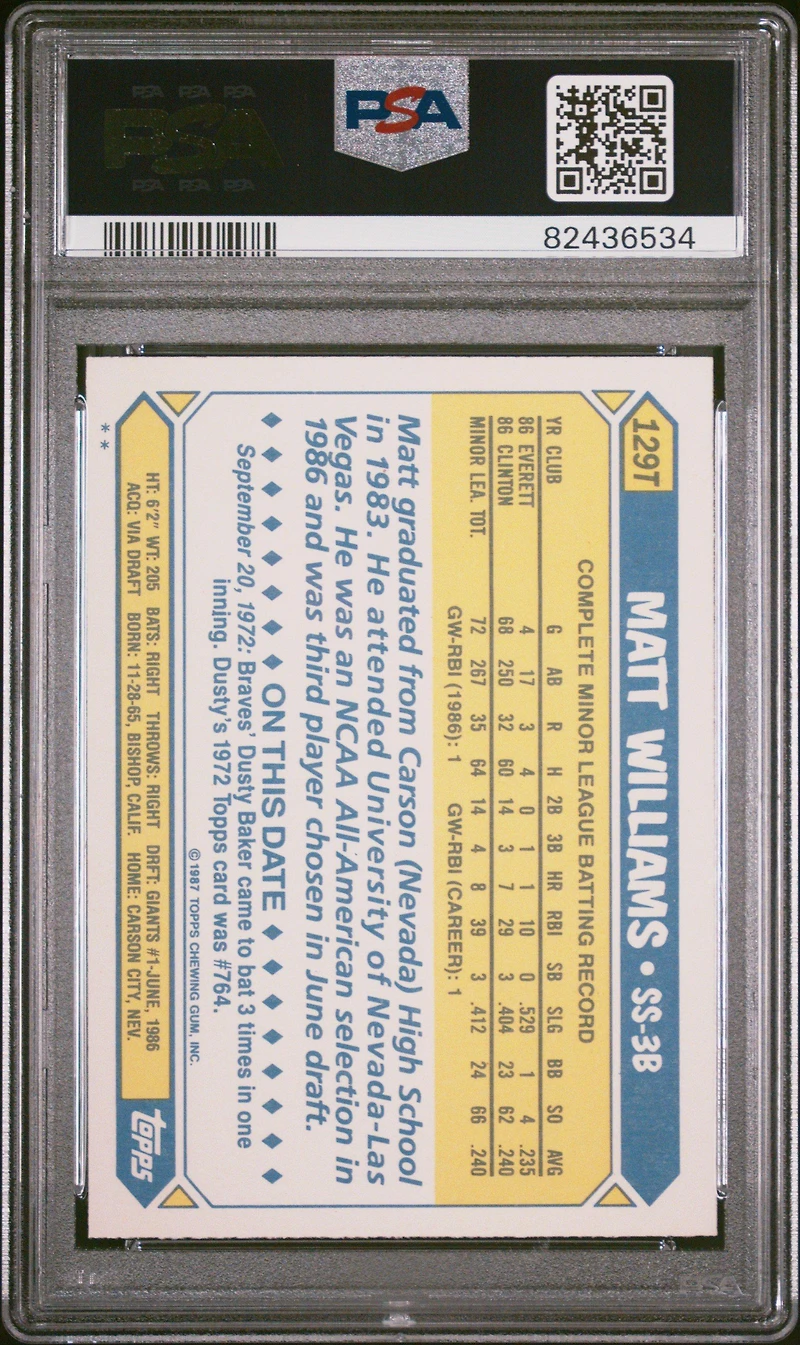 PSA PSA PSA
PSA
PSA PSA PSA
PSA
82436534
129T
MATT WILLIAMS • SS-3B
COMPLETE MINOR LEAGUE BATTING RECORD
YR CLUB G AB R H 2B 3B HR RBI SB SLG BB SO AVG
86 EVERETT 4 17 3 4 0 1 1 10 0 .529 1 4 .235
86 CLINTON 68 250 32 60 14 3 7 29 3 .404 23 62 .240
MINOR LEA. TOT. 72 267 35 64 14 4 8 39 3 .412 24 66 .240
GW-RBI (1986): 1 GW-RBI (CAREER): 1
Matt graduated from Carson (Nevada) High School
in 1983. He attended University of Nevada-Las
Vegas. He was an NCAA All-American selection in
1986 and was third player chosen in June draft.
ON THIS DATE
September 20, 1972: Braves' Dusty Baker came to bat 3 times in one
inning. Dusty's 1972 Topps card was #764.
©1987 TOPPS CHEWING GUM, INC.
HT: 6'2" WT: 205 BATS: RIGHT THROWS: RIGHT DRFT: GIANTS #1-JUNE, 1986
ACQ: VIA DRAFT BORN: 11-28-65, BISHOP, CALIF. HOME: CARSON CITY, NEV.
topps
* *
PSA